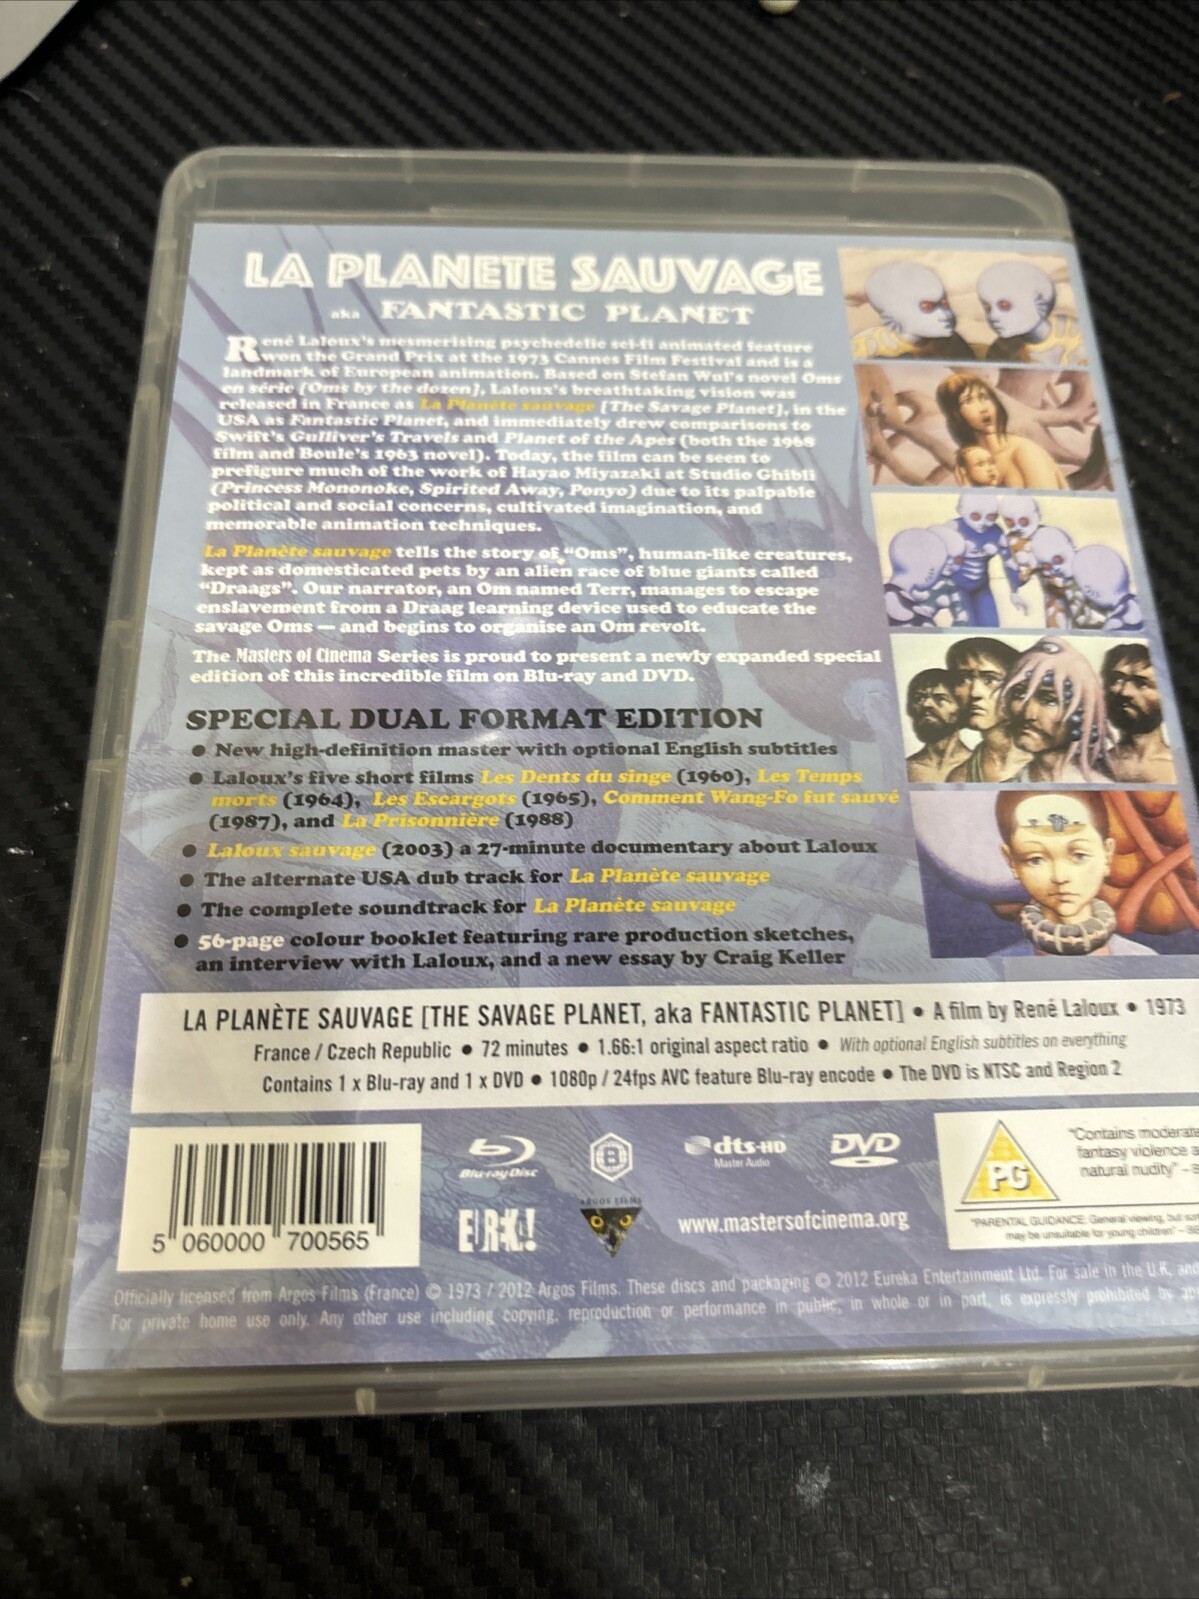 LA PLANETE SAUVAGE
aka FANTASTIC PLANET
René Laloux's mesmerising psychedelic sci-fi animated feature
won the Grand Prix at the 1973 Cannes Film Festival and is a
landmark of European animation. Based on Stefan Wul's novel Oms
en série [Oms by the dozen], Laloux's breathtaking vision was
released in France as La Planète sauvage [The Savage Planet], in the
USA as Fantastic Planet, and immediately drew comparisons to
Swift's Gulliver's Travels and Planet of the Apes (both the 1968
film and Boule's 1963 novel). Today, the film can be seen to
prefigure much of the work of Hayao Miyazaki at Studio Ghibli
(Princess Mononoke, Spirited Away, Ponyo) due to its palpable
political and social concerns, cultivated imagination, and
memorable animation techniques.
La Planète sauvage tells the story of “Oms”, human-like creatures,
kept as domesticated pets by an alien race of blue giants called
“Draags”. Our narrator, an Om named Terr, manages to escape
enslavement from a Draag learning device used to educate the
savage Oms — and begins to organise an Om revolt.
The Masters of Cinema Series is proud to present a newly expanded special
edition of this incredible film on Blu-ray and DVD.
SPECIAL DUAL FORMAT EDITION
● New high-definition master with optional English subtitles
● Laloux's five short films Les Dents du singe (1960), Les Temps
morts (1964), Les Escargots (1965), Comment Wang-Fo fut sauvé
(1987), and La Prisonnière (1988)
● Laloux sauvage (2003) a 27-minute documentary about Laloux
● The alternate USA dub track for La Planète sauvage
● The complete soundtrack for La Planète sauvage
● 56-page colour booklet featuring rare production sketches,
an interview with Laloux, and a new essay by Craig Keller
LA PLANÈTE SAUVAGE [THE SAVAGE PLANET, aka FANTASTIC PLANET] ● A film by René Laloux ● 1973
France / Czech Republic ● 72 minutes ● 1.66:1 original aspect ratio ● With optional English subtitles on everything
Contains 1 x Blu-ray and 1 x DVD ● 1080p / 24fps AVC feature Blu-ray encode ● The DVD is NTSC and Region 2
Blu-ray Disc
B
dts-HD
Master Audio
DVD
VIDEO
PG
"Contains moderate
fantasy violence
natural nudity" –
"PARENTAL GUIDANCE: General viewing, but
may be unsuitable for young children" –
5 060000 700565
EUREKA!
ARGOS FILMS
www.mastersofcinema.org
Officially licensed from Argos Films (France) © 1973 / 2012 Argos Films. These discs and packaging © 2012 Eureka Entertainment Ltd. For sale in the U.K. and
For private home use only. Any other use including copying, reproduction or performance in public, in whole or in part, is expressly prohibited by